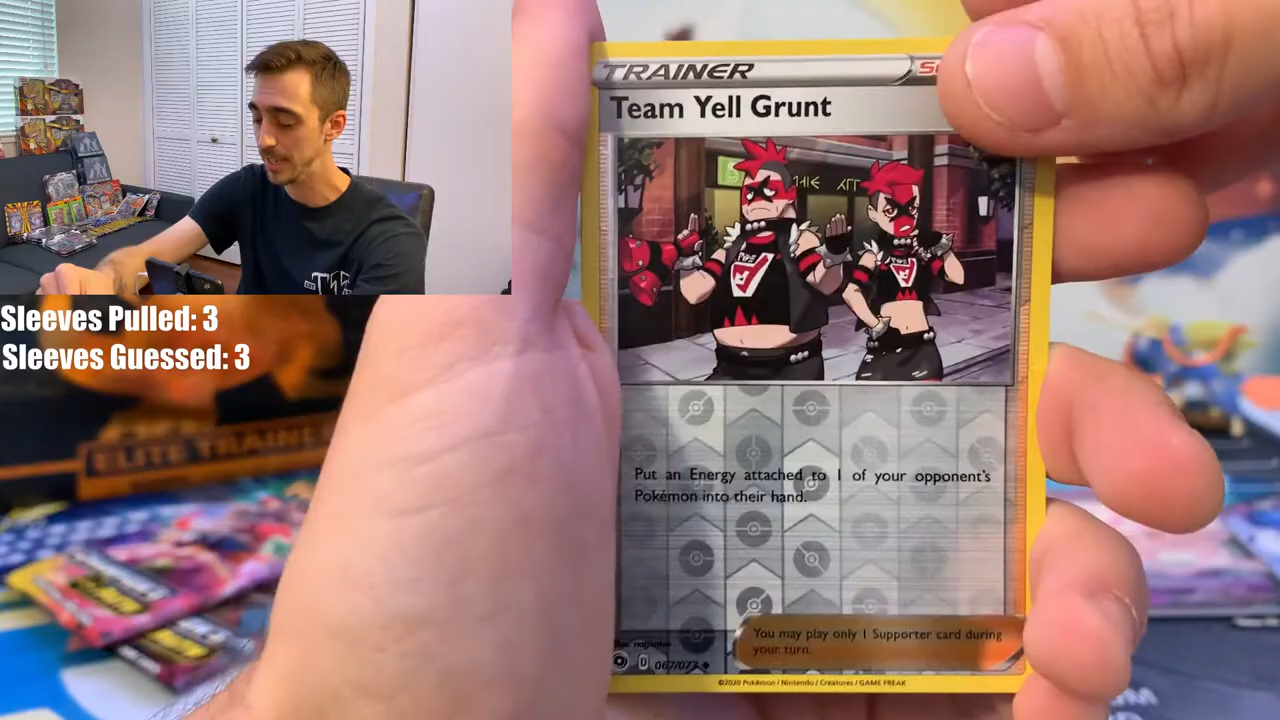 TRAINER
Team Yell Grunt
Sleeves Pulled: 3
Sleeves Guessed: 3
ELITE TRAINE
Put an Energy attached to 1 of your opponent's
Pokémon into their hand.
You may play only 1 Supporter card during
your turn.
067/073
©2020 Pokémon / Nintendo / Creatures / GAME FREAK